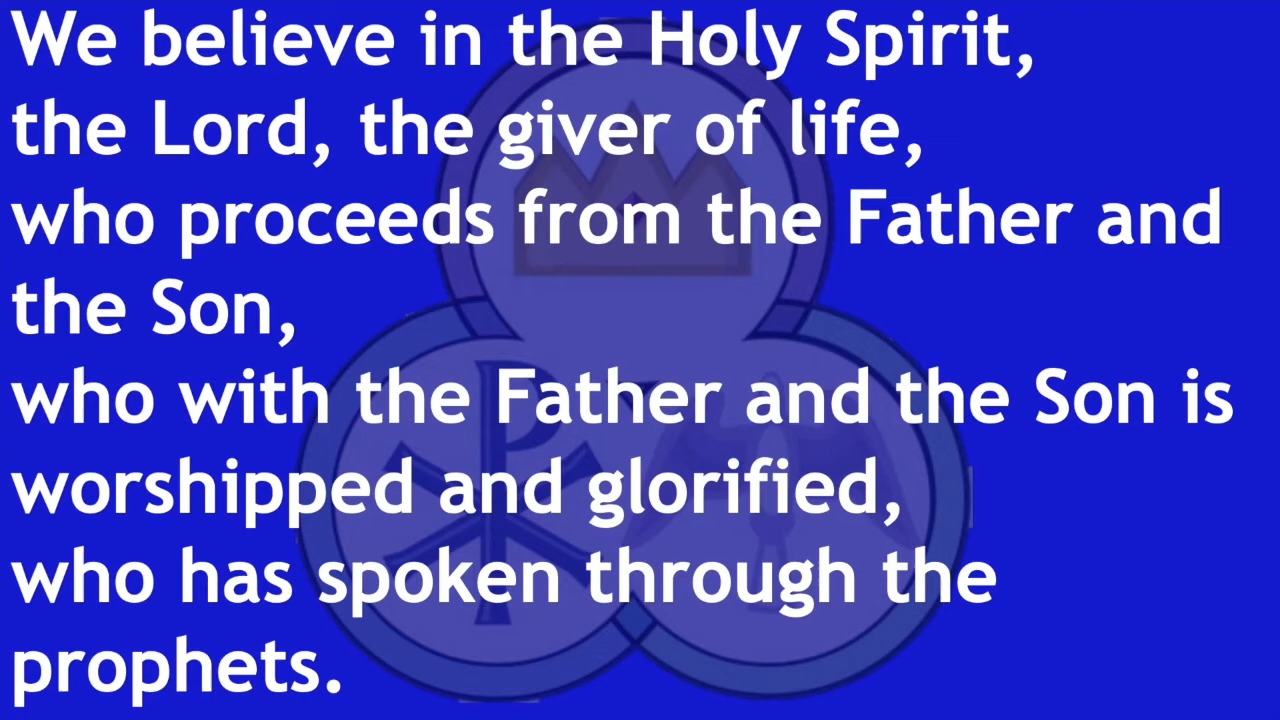 We believe in the Holy Spirit,
the Lord, the giver of life,
who proceeds from the Father and
the Son,
who with the Father and the Son is
worshipped and glorified,
who has spoken through the
prophets.